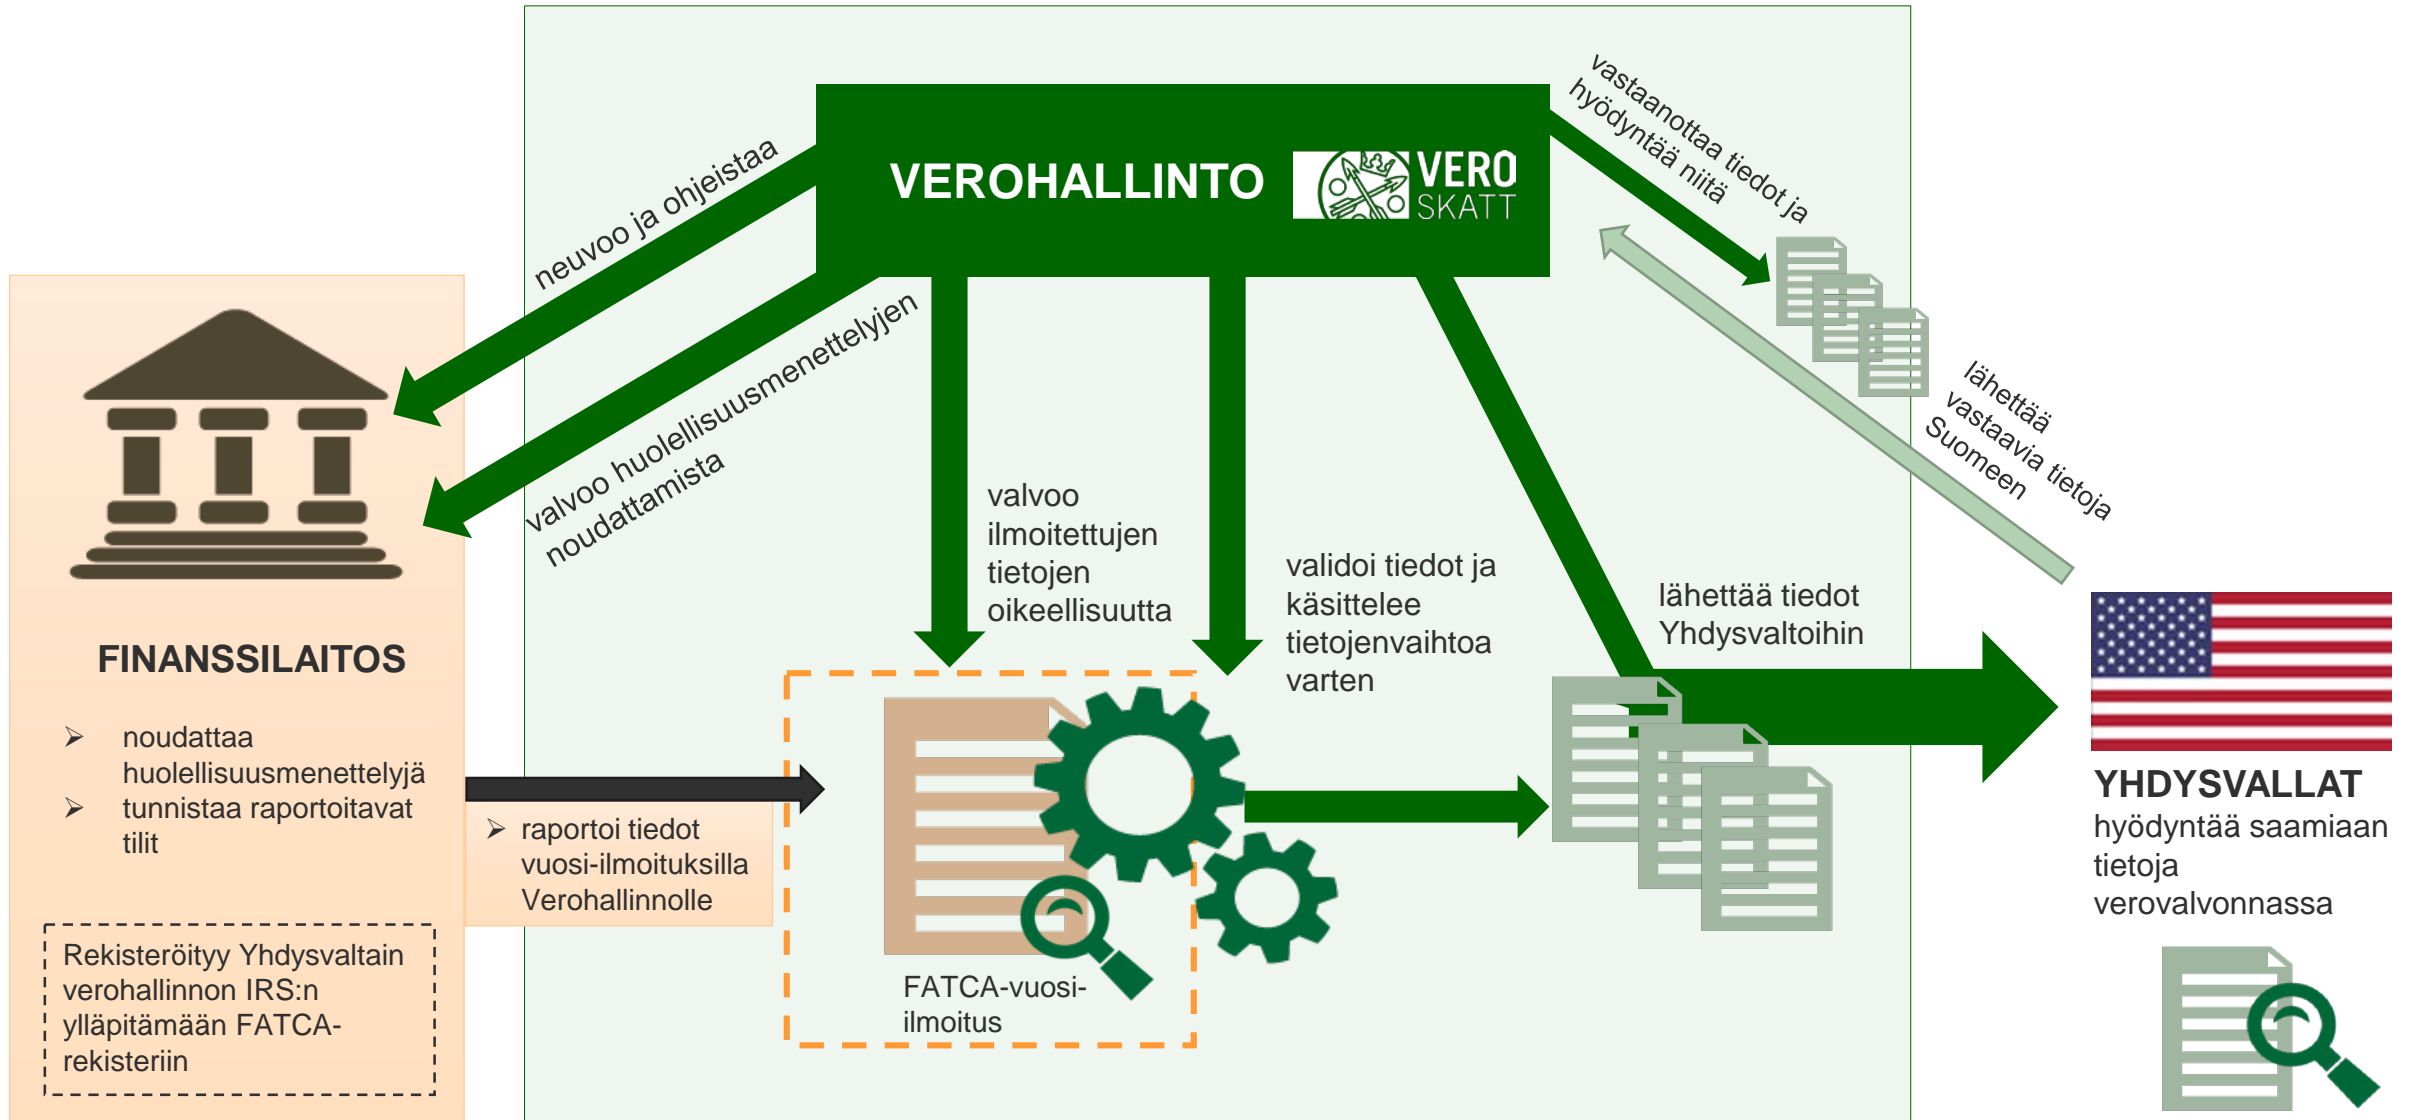 VEROHALLINTO
VERO
SKATT
neuvoo ja ohjeistaa
valvoo huolellisuusmenettelyjen
noudattamista
valvoo
ilmoitettujen
tietojen
oikeellisuutta
validoi tiedot ja
käsittelee
tietojenvaihtoa
varten
lähettää tiedot
Yhdysvaltoihin
vastaanottaa tiedot ja
hyödyntää niitä
lähettää
vastaavia tietoja
Suomeen
FINANSSILAITOS
➢ noudattaa
huolellisuusmenettelyjä
➢ tunnistaa raportoitavat
tilit
Rekisteröityy Yhdysvaltain
verohallinnon IRS:n
ylläpitämään FATCA-
rekisteriin
➢ raportoi tiedot
vuosi-ilmoituksilla
Verohallinnolle
FATCA-vuosi-
ilmoitus
YHDYSVALLAT
hyödyntää saamiaan
tietoja
verovalvonnassa